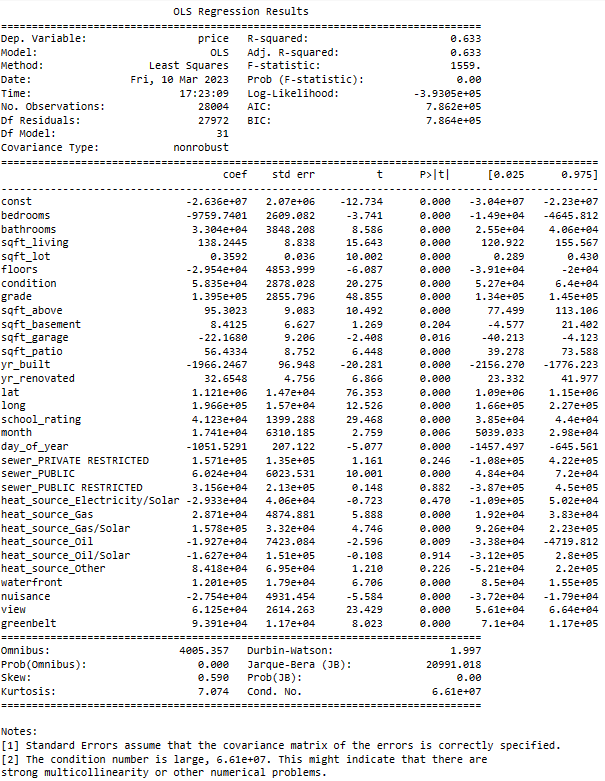 OLS Regression Results
==============================================================================
Dep. Variable: price R-squared: 0.633
Model: OLS Adj. R-squared: 0.633
Method: Least Squares F-statistic: 1559.
Date: Fri, 10 Mar 2023 Prob (F-statistic): 0.00
Time: 17:23:09 Log-Likelihood: -3.9305e+05
No. Observations: 28004 AIC: 7.862e+05
Df Residuals: 27972 BIC: 7.864e+05
Df Model: 31
Covariance Type: nonrobust
==============================================================================
coef std err t P>|t| [0.025 0.975]
------------------------------------------------------------------------------
const -2.636e+07 2.07e+06 -12.734 0.000 -3.04e+07 -2.23e+07
bedrooms -9759.7401 2609.082 -3.741 0.000 -1.49e+04 -4645.812
bathrooms 3.304e+04 3848.208 8.586 0.000 2.55e+04 4.06e+04
sqft_living 138.2445 8.838 15.643 0.000 120.922 155.567
sqft_lot 0.3592 0.036 10.002 0.000 0.289 0.430
floors -2.954e+04 4853.999 -6.087 0.000 -3.91e+04 -2e+04
condition 5.835e+04 2878.028 20.275 0.000 5.27e+04 6.4e+04
grade 1.395e+05 2855.796 48.855 0.000 1.34e+05 1.45e+05
sqft_above 95.3023 9.083 10.492 0.000 77.499 113.106
sqft_basement 8.4125 6.627 1.269 0.204 -4.577 21.402
sqft_garage -22.1680 9.206 -2.408 0.016 -40.213 -4.123
sqft_patio 56.4334 8.752 6.448 0.000 39.278 73.588
yr_built -1966.2467 96.948 -20.281 0.000 -2156.270 -1776.223
yr_renovated 32.6548 4.756 6.866 0.000 23.332 41.977
lat 1.121e+06 1.47e+04 76.353 0.000 1.09e+06 1.15e+06
long 1.966e+05 1.57e+04 12.526 0.000 1.66e+05 2.27e+05
school_rating 4.123e+04 1399.288 29.468 0.000 3.85e+04 4.4e+04
month 1.741e+04 6310.185 2.759 0.006 5039.033 2.98e+04
day_of_year -1051.5291 207.122 -5.077 0.000 -1457.497 -645.561
sewer_PRIVATE RESTRICTED 1.571e+05 1.35e+05 1.161 0.246 -1.08e+05 4.22e+05
sewer_PUBLIC 6.024e+04 6023.531 10.001 0.000 4.84e+04 7.2e+04
sewer_PUBLIC RESTRICTED 3.156e+04 2.13e+05 0.148 0.882 -3.87e+05 4.5e+05
heat_source_Electricity/Solar -2.933e+04 4.06e+04 -0.723 0.470 -1.09e+05 5.02e+04
heat_source_Gas 2.871e+04 4874.881 5.888 0.000 1.92e+04 3.83e+04
heat_source_Gas/Solar 1.578e+05 3.32e+04 4.746 0.000 9.26e+04 2.23e+05
heat_source_Oil -1.927e+04 7423.084 -2.596 0.009 -3.38e+04 -4719.812
heat_source_Oil/Solar -1.627e+04 1.51e+05 -0.108 0.914 -3.12e+05 2.8e+05
heat_source_Other 8.418e+04 6.95e+04 1.210 0.226 -5.21e+04 2.2e+05
waterfront 1.201e+05 1.79e+04 6.706 0.000 8.5e+04 1.55e+05
nuisance -2.754e+04 4931.454 -5.584 0.000 -3.72e+04 -1.79e+04
view 6.125e+04 2614.263 23.429 0.000 5.61e+04 6.64e+04
greenbelt 9.391e+04 1.17e+04 8.023 0.000 7.1e+04 1.17e+05
==============================================================================
Omnibus: 4005.357 Durbin-Watson: 1.997
Prob(Omnibus): 0.000 Jarque-Bera (JB): 20991.018
Skew: 0.590 Prob(JB): 0.00
Kurtosis: 7.074 Cond. No. 6.61e+07
==============================================================================
Notes:
[1] Standard Errors assume that the covariance matrix of the errors is correctly specified.
[2] The condition number is large, 6.61e+07. This might indicate that there are
strong multicollinearity or other numerical problems.